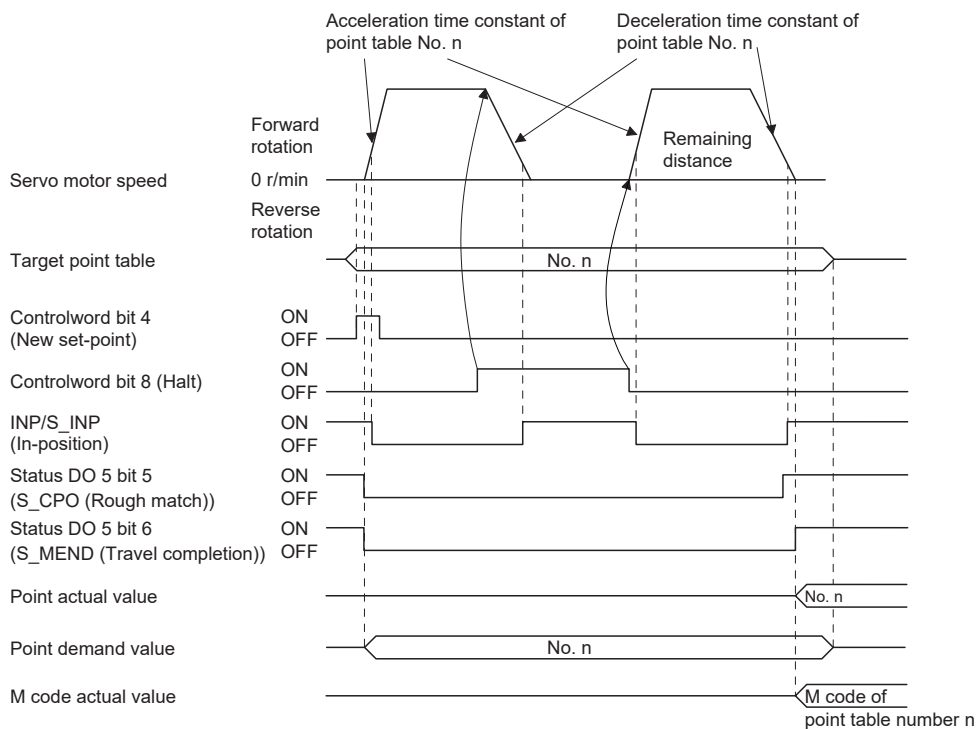 Acceleration time constant of
point table No. n
Deceleration time constant of
point table No. n
Forward
rotation
Remaining
distance
Servo motor speed
0 r/min
Reverse
rotation
Target point table
No. n
Controlword bit 4
(New set-point)
ON
OFF
Controlword bit 8 (Halt)
ON
OFF
INP/S_INP
(In-position)
ON
OFF
Status DO 5 bit 5
(S_CPO (Rough match))
ON
OFF
Status DO 5 bit 6
(S_MEND (Travel completion))
ON
OFF
Point actual value
No. n
Point demand value
No. n
M code actual value
M code of
point table number n